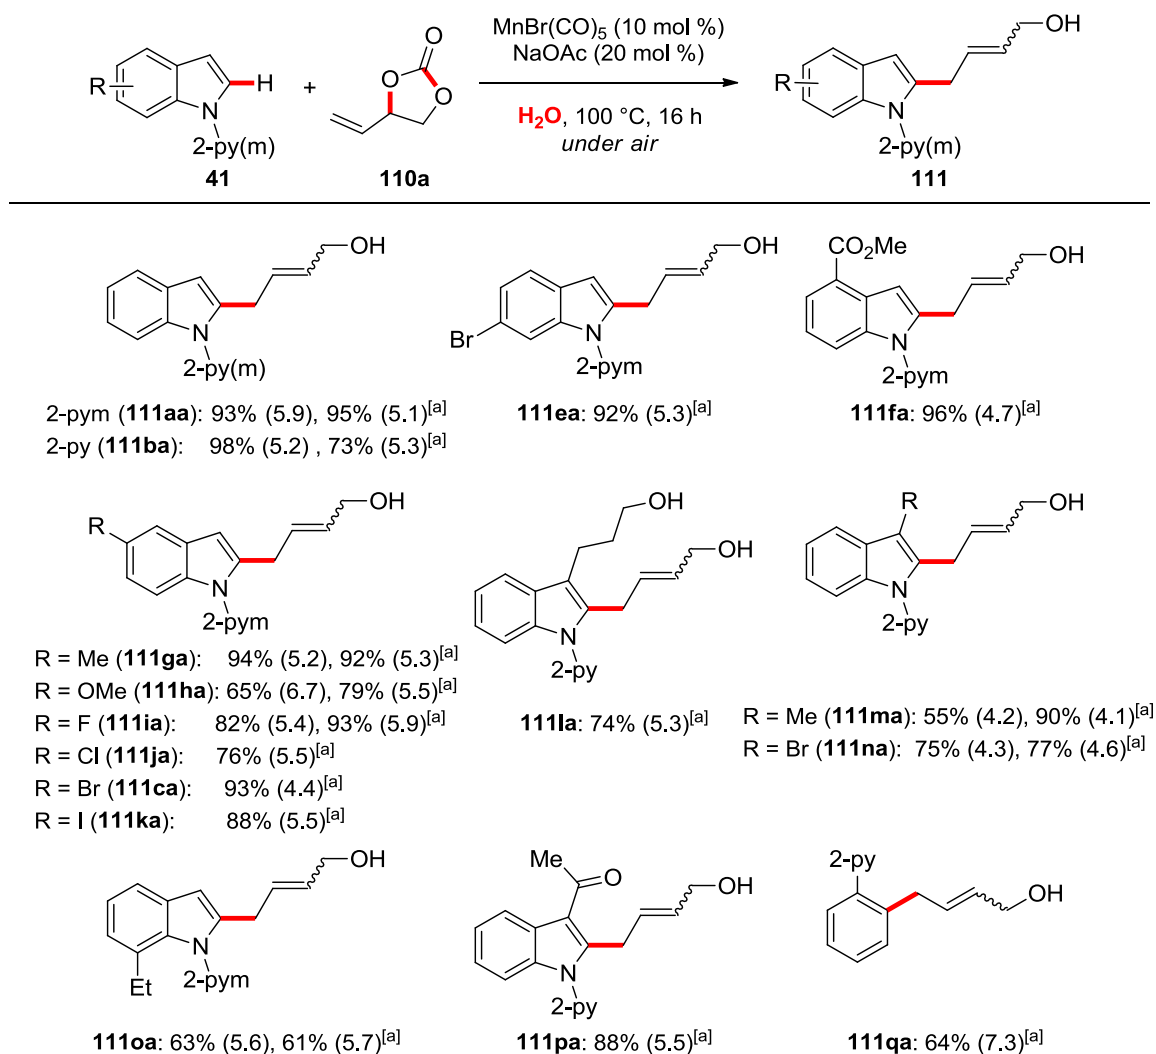 MnBr(CO)5 (10 mol %)
NaOAc (20 mol %)
H2O, 100 °C, 16 h
under air
R
H
N
2-py(m)
41
+
O
O
O
110a
OH
R
N
2-py(m)
111
OH
N
2-py(m)
2-pym (111aa): 93% (5.9), 95% (5.1)[a]
2-py (111ba): 98% (5.2) , 73% (5.3)[a]
OH
Br
N
2-pym
111ea: 92% (5.3)[a]
CO2Me
OH
N
2-pym
111fa: 96% (4.7)[a]
R
OH
N
2-pym
R = Me (111ga): 94% (5.2), 92% (5.3)[a]
R = OMe (111ha): 65% (6.7), 79% (5.5)[a]
R = F (111ia): 82% (5.4), 93% (5.9)[a]
R = Cl (111ja): 76% (5.5)[a]
R = Br (111ca): 93% (4.4)[a]
R = I (111ka): 88% (5.5)[a]
OH
OH
N
2-py
111la: 74% (5.3)[a]
R
OH
N
2-py
R = Me (111ma): 55% (4.2), 90% (4.1)[a]
R = Br (111na): 75% (4.3), 77% (4.6)[a]
OH
N
Et
2-pym
111oa: 63% (5.6), 61% (5.7)[a]
Me
O
OH
N
2-py
111pa: 88% (5.5)[a]
2-py
OH
111qa: 64% (7.3)[a]